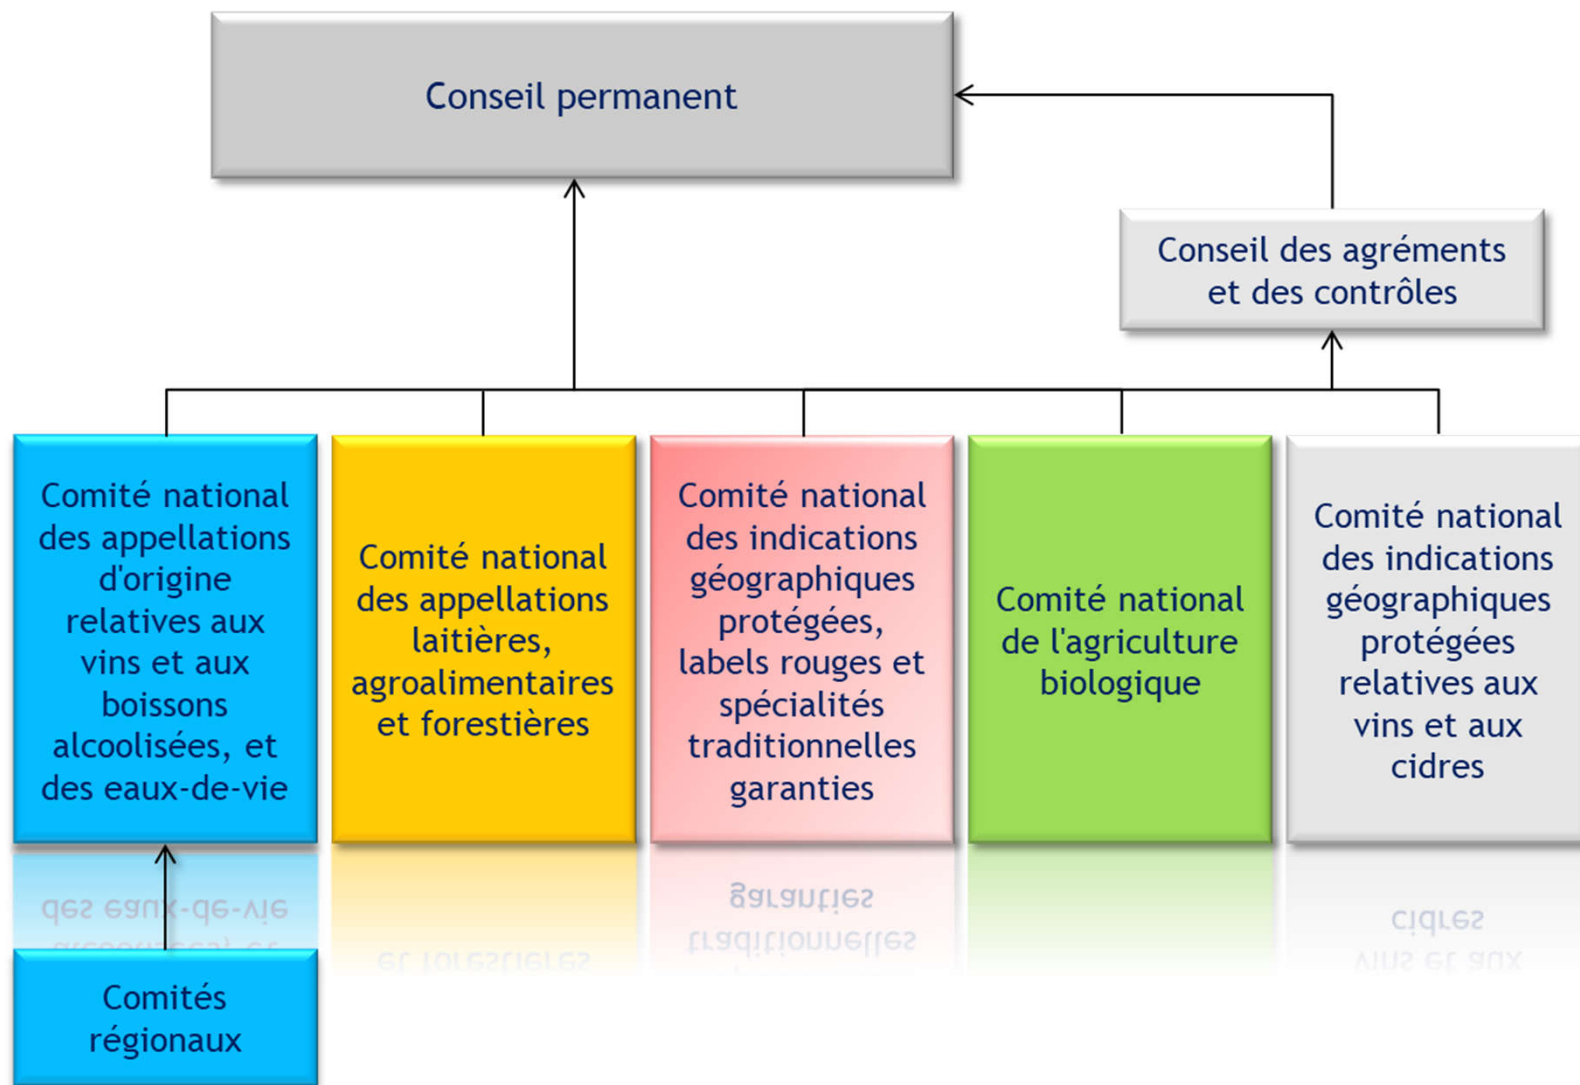 Conseil permanent
Conseil des agréments
et des contrôles
Comité national
des appellations
d'origine
relatives aux
vins et aux
boissons
alcoolisées, et
des eaux-de-vie
Comité national
des appellations
laitières,
agroalimentaires
et forestières
Comité national
des indications
géographiques
protégées,
labels rouges et
spécialités
traditionnelles
garanties
Comité national
de l'agriculture
biologique
Comité national
des indications
géographiques
protégées
relatives aux
vins et aux
cidres
Comités
régionaux